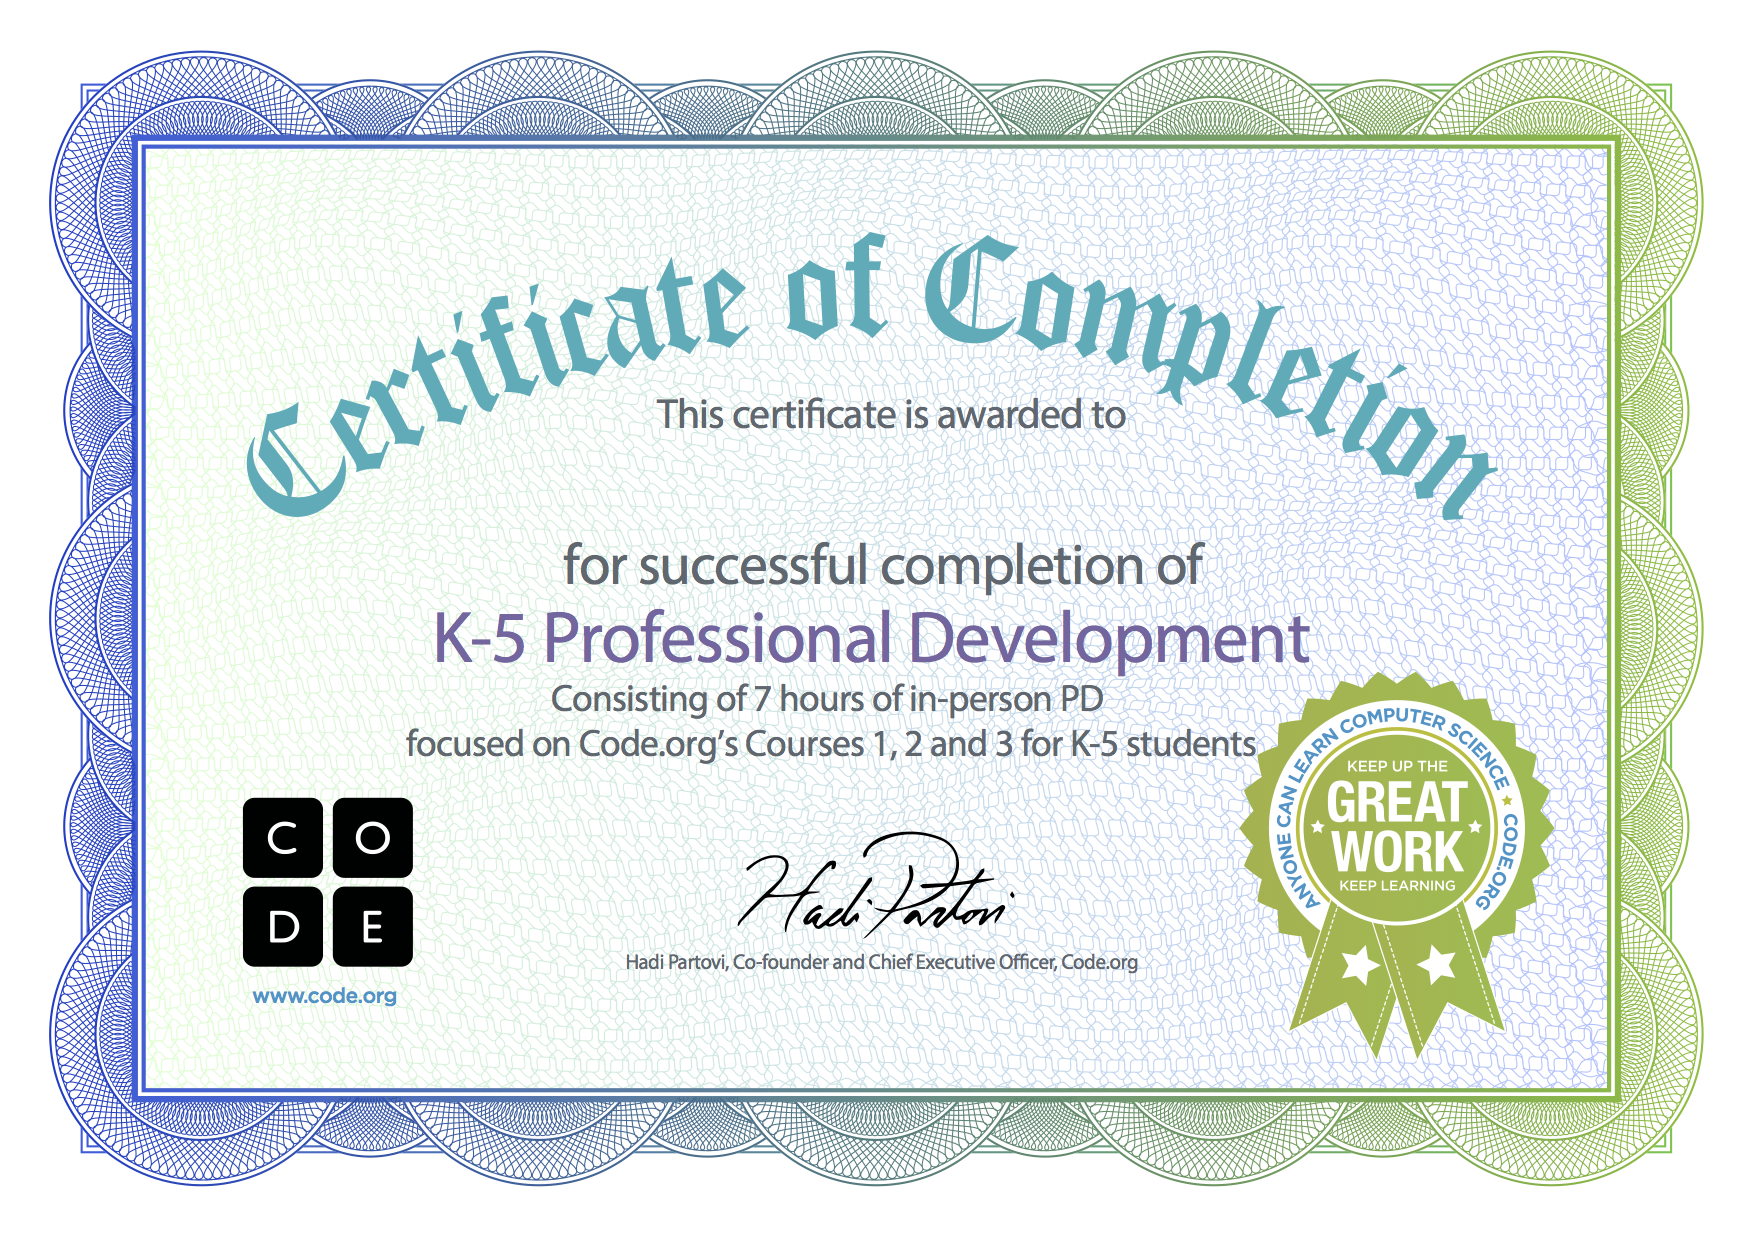 Certificate of Completion
This certificate is awarded to
for successful completion of
K-5 Professional Development
Consisting of 7 hours of in-person PD
focused on Code.org’s Courses 1, 2 and 3 for K-5 students
C O
D E
www.code.org
Hadi Partovi
Hadi Partovi, Co-founder and Chief Executive Officer, Code.org
ANYONE CAN LEARN COMPUTER SCIENCE ★ CODE.ORG
KEEP UP THE
GREAT
WORK
KEEP LEARNING